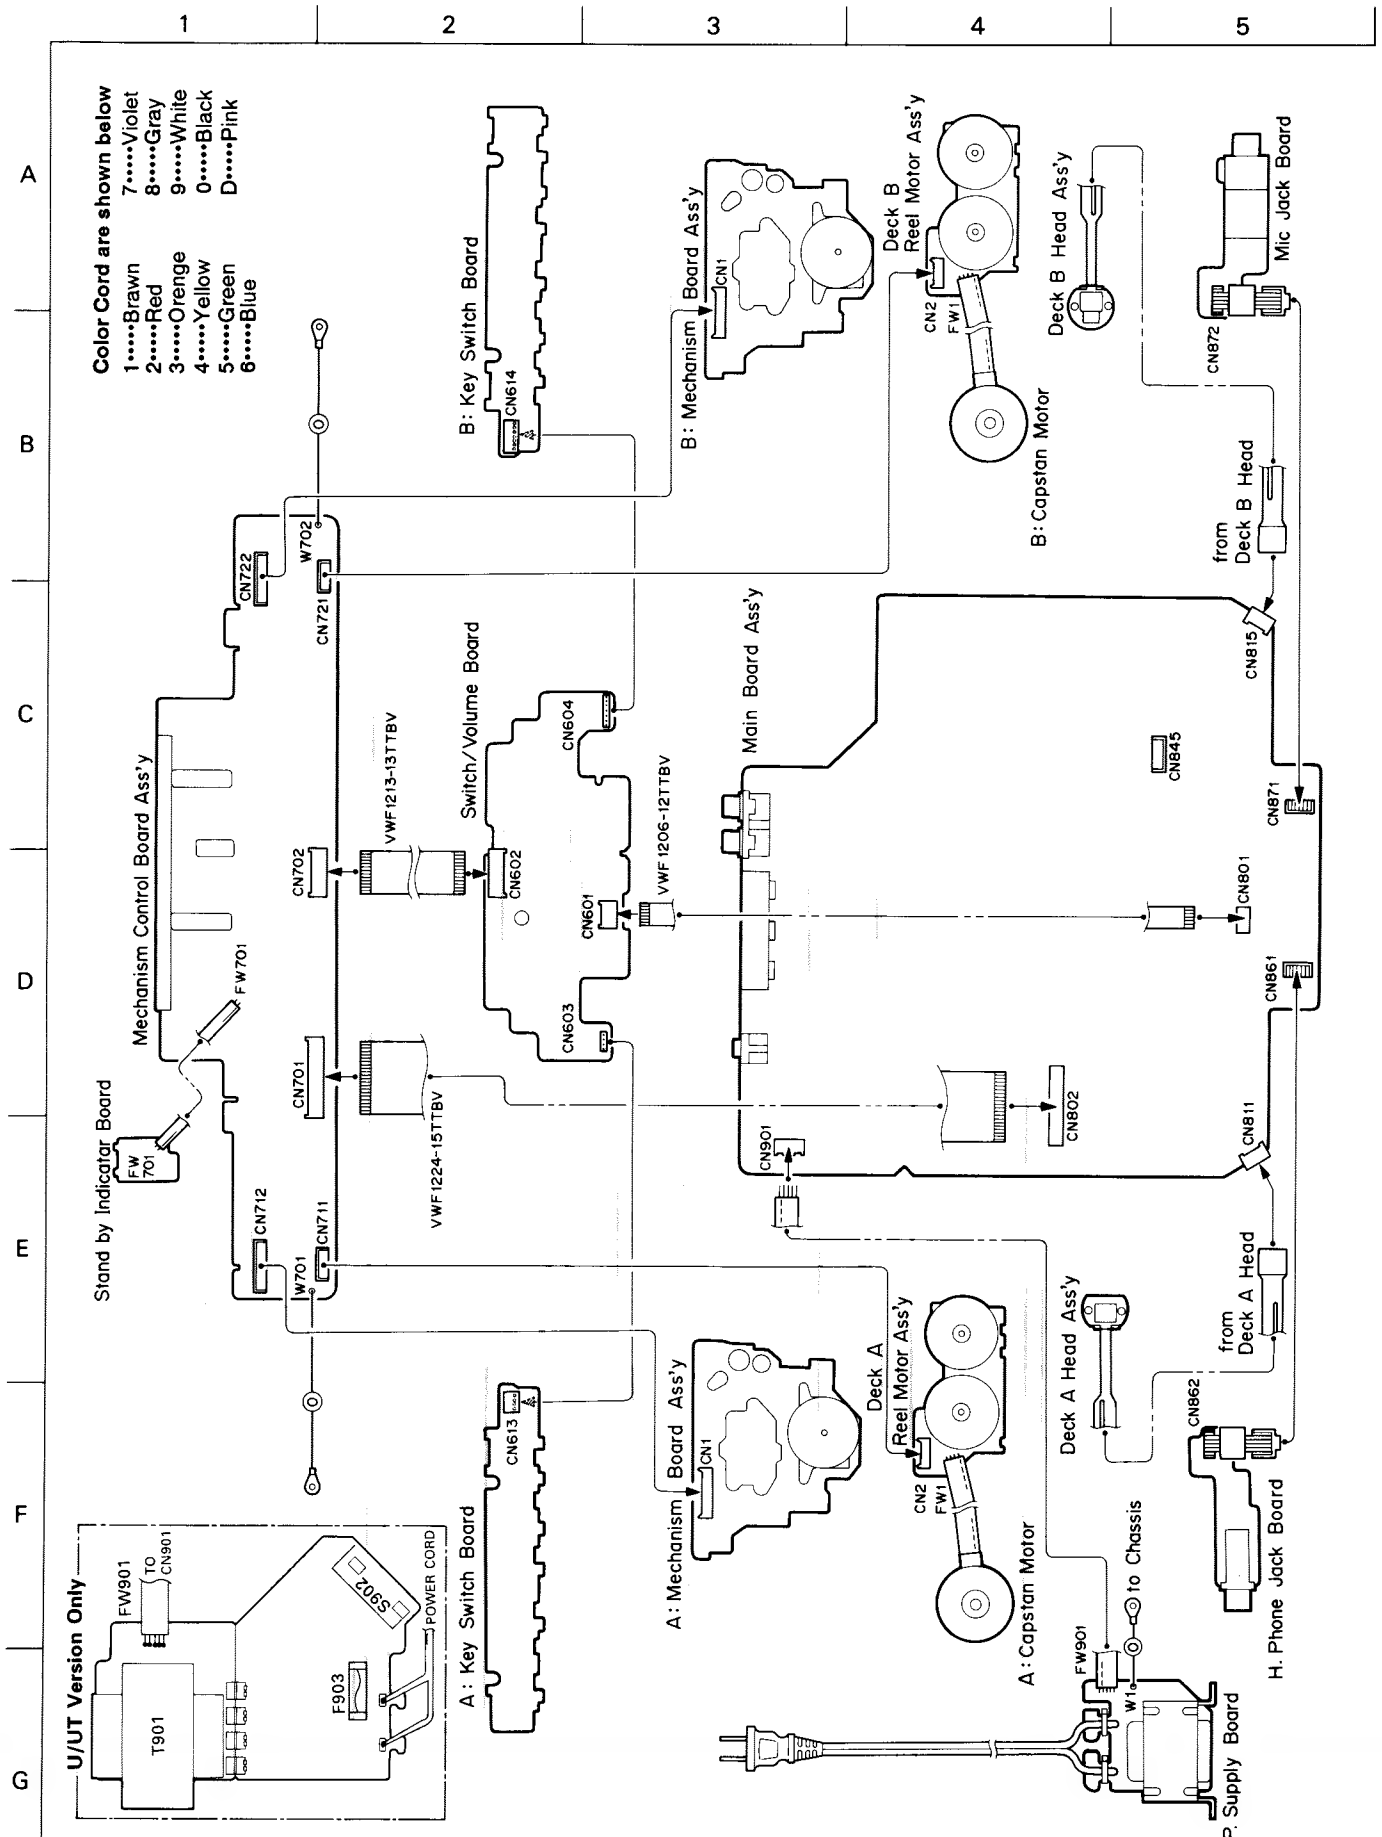 1 2 3 4 5
A
B
C
D
E
F
G
Color Cord are shown below
1•••••Brawn 7•••••Violet
2•••••Red 8•••••Gray
3•••••Orenge 9•••••White
4•••••Yellow 0•••••Black
5•••••Green D•••••Pink
6•••••Blue
B: Key Switch Board
CN614
B: Mechanism Board Ass'y
CN1
Deck B
Reel Motor Ass'y
CN2
FW1
B: Capstan Motor
Deck B Head Ass'y
Mic Jack Board
CN872
from
Deck B Head
Mechanism Control Board Ass'y
CN722
W702
CN721
CN702
CN701
FW701
Stand by Indicator Board
FW
701
CN712
CN711
W701
VWF1213-13TTBV
VWF1224-15TTBV
Switch/Volume Board
CN604
CN602
CN601
CN603
VWF1206-12TTBV
Main Board Ass'y
CN815
CN845
CN871
CN801
CN861
CN802
CN811
CN901
A: Key Switch Board
CN613
A: Mechanism Board Ass'y
CN1
Deck A
Reel Motor Ass'y
CN2
FW1
A: Capstan Motor
Deck A Head Ass'y
from
Deck A Head
CN862
H. Phone Jack Board
to Chassis
FW901
W1
P. Supply Board
U/UT Version Only
FW901
TO
CN901
T901
F903
S902
POWER CORD